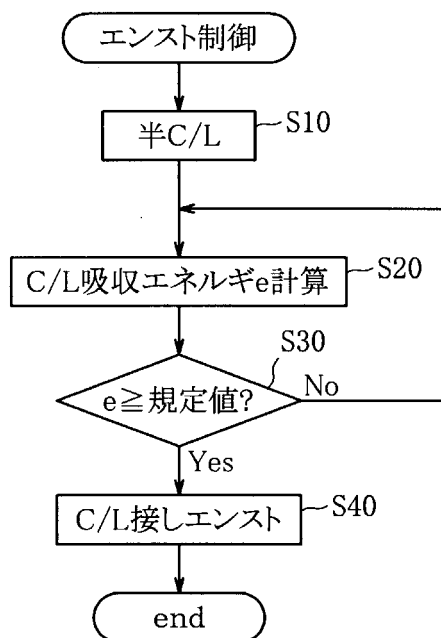 エンスト制御
半C/L
S10
C/L吸収エネルギe計算
S20
S30
e≧規定値?
No
Yes
C/L接しエンスト
S40
end